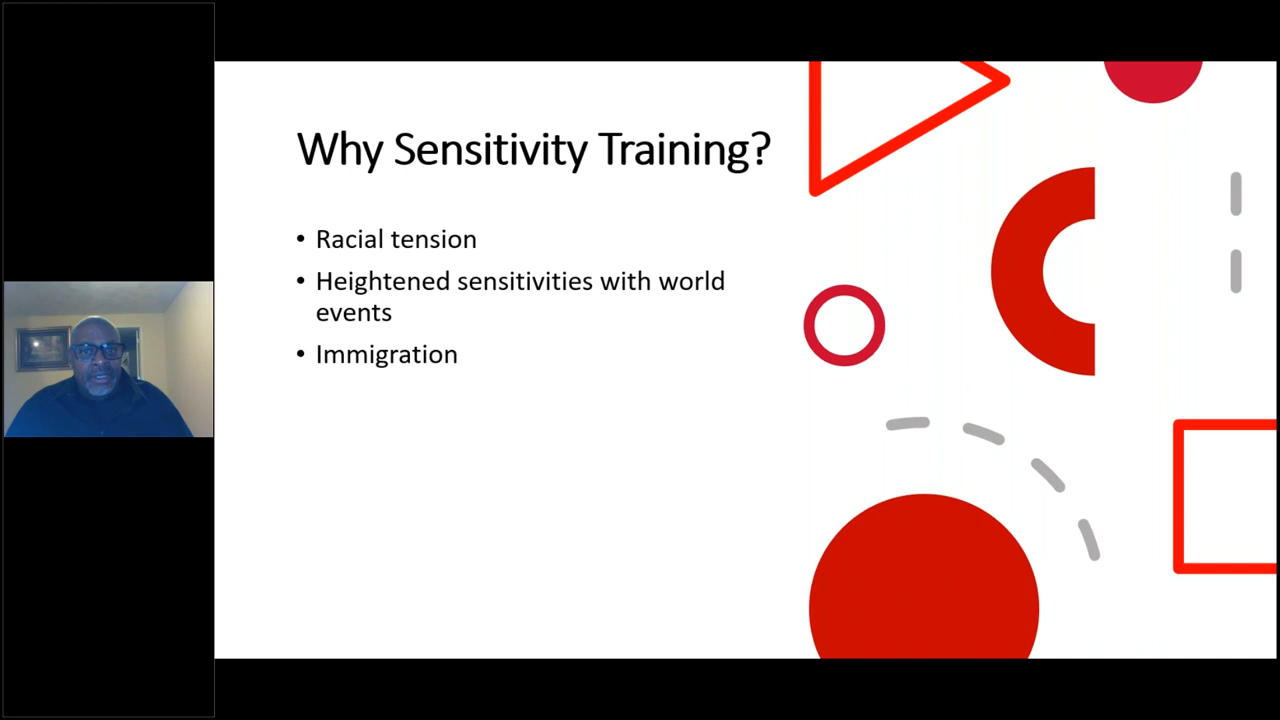 Why Sensitivity Training?
• Racial tension
• Heightened sensitivities with world
events
• Immigration